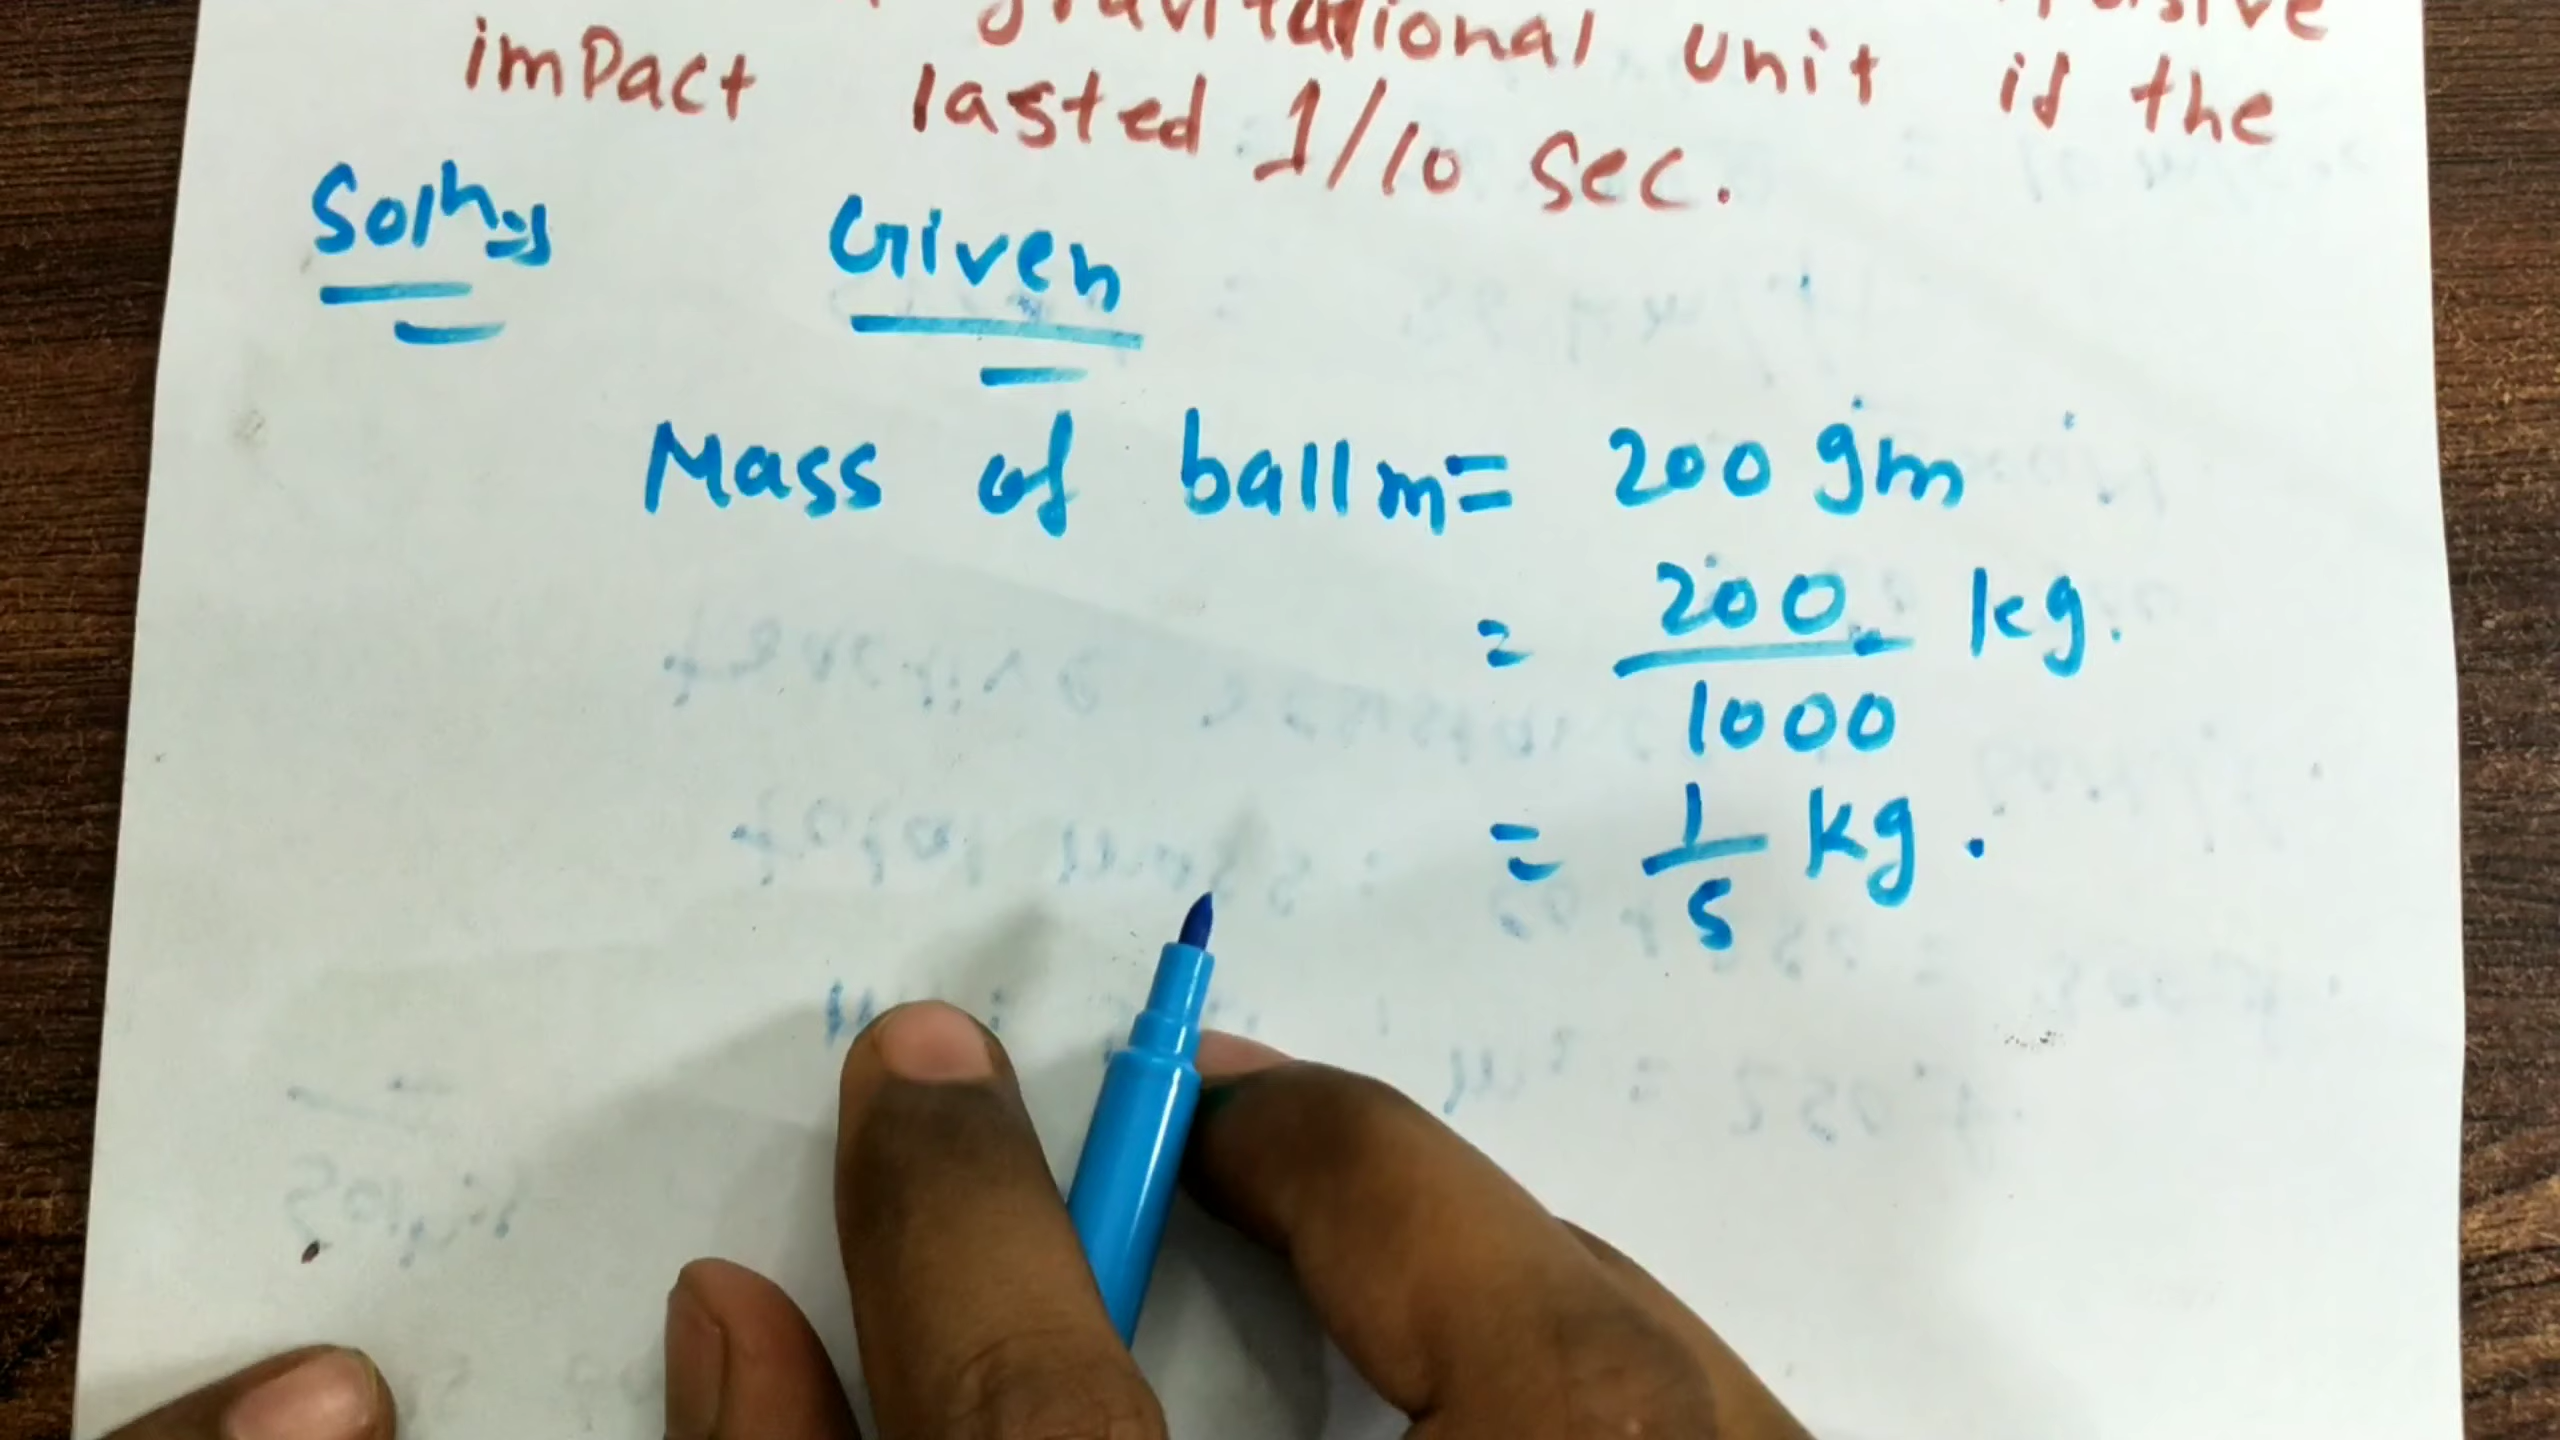 gravitational unit if the
impact lasted 1/10 sec.
Soln
Given
Mass of ball m = 200 gm
= 200/1000 kg.
= 1/5 kg.